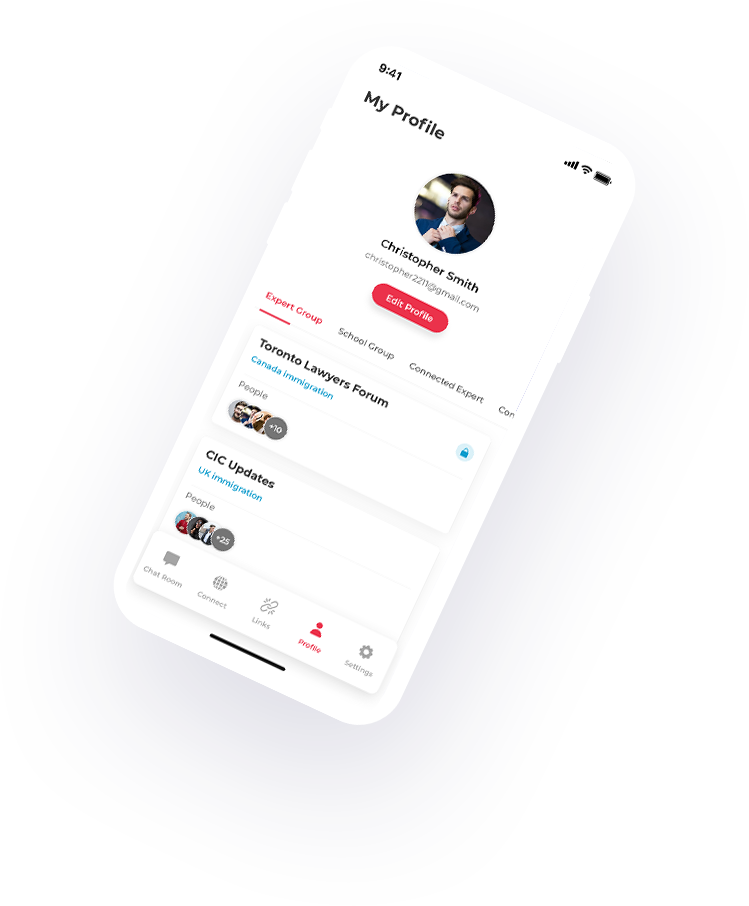 9:41
My Profile
Christopher Smith
christopher2211@gmail.com
Edit Profile
Expert Group
School Group
Connected Expert
Con
Toronto Lawyers Forum
Canada immigration
People
+10
CIC Updates
UK immigration
People
+25
Chat Room
Connect
Links
Profile
Settings